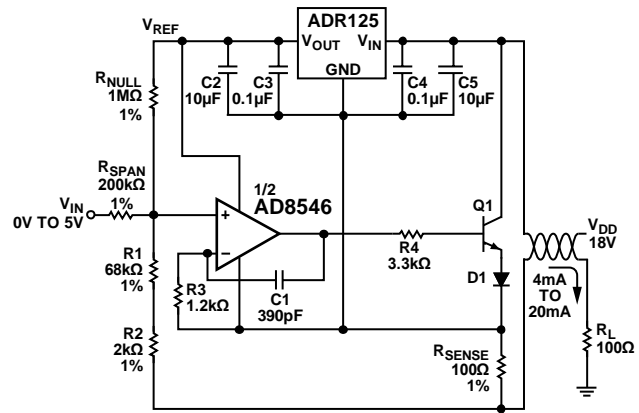 ADR125
VREF
VOUT VIN
GND
RNULL
1MΩ
1%
C2
10µF
C3
0.1µF
C4
0.1µF
C5
10µF
RSPAN
200kΩ
1%
VIN
0V TO 5V
1/2
AD8546
+
–
R1
68kΩ
1%
R3
1.2kΩ
C1
390pF
R4
3.3kΩ
Q1
D1
VDD
18V
4mA
TO
20mA
R2
2kΩ
1%
RSENSE
100Ω
1%
RL
100Ω